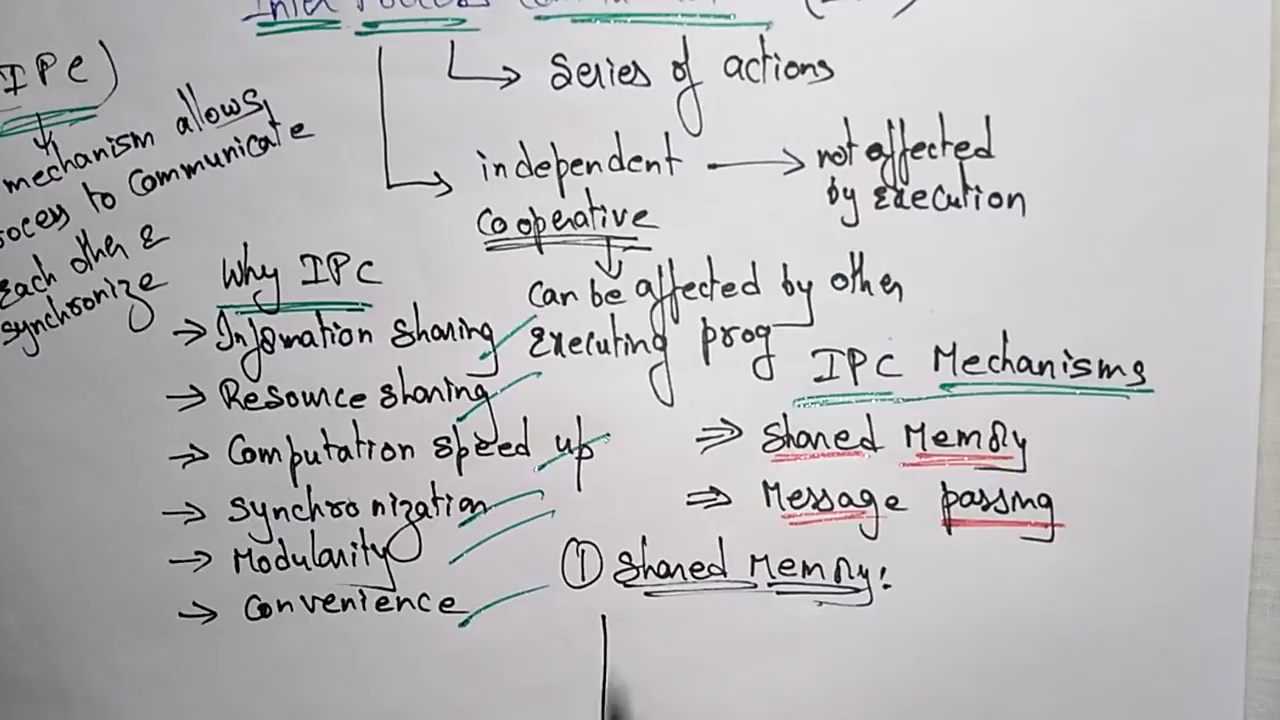 IPC)
mechanism allows
to communicate
each other &
synchronize
Series of actions
independent → not affected
by execution
Cooperative
Can be affected by other
executing prog
Why IPC
→ Information sharing
→ Resource sharing
→ Computation speed up
→ Synchronization
→ Modularity
→ Convenience
IPC Mechanisms
⇒ Shared Memory
⇒ Message passing
① Shared Memory: